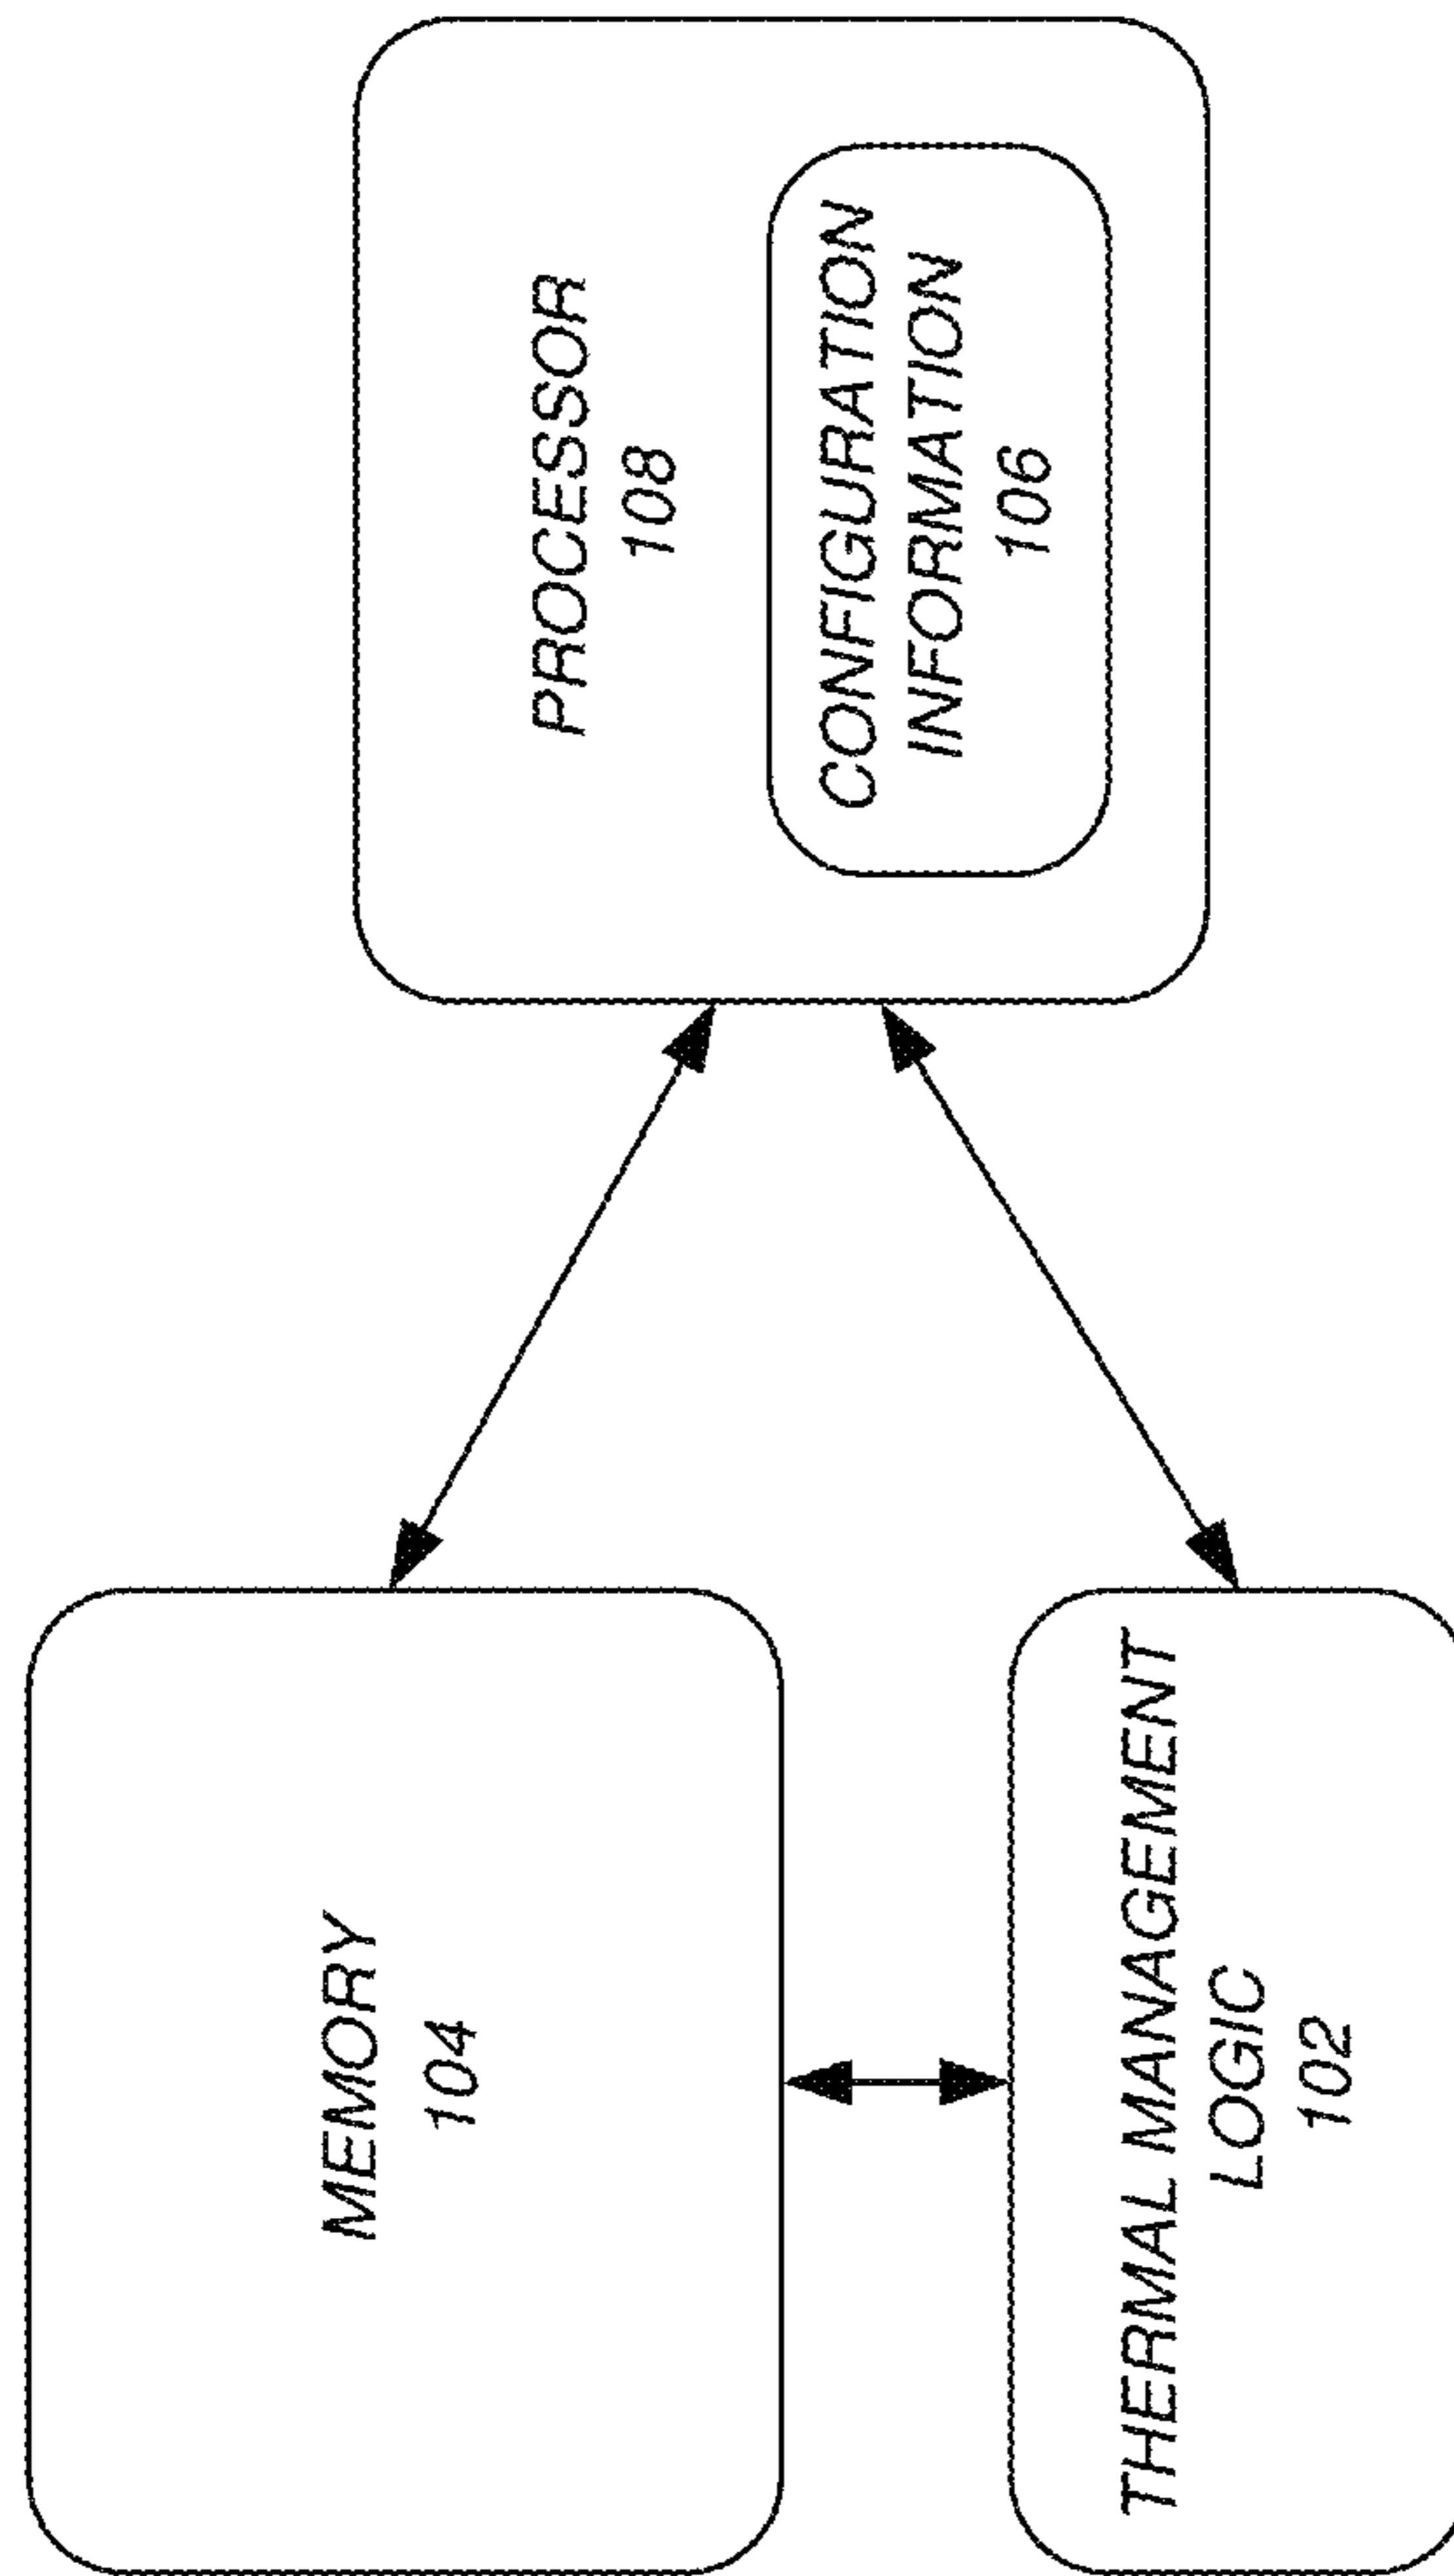 MEMORY
104
THERMAL MANAGEMENT
LOGIC
102
PROCESSOR
108
CONFIGURATION
INFORMATION
106